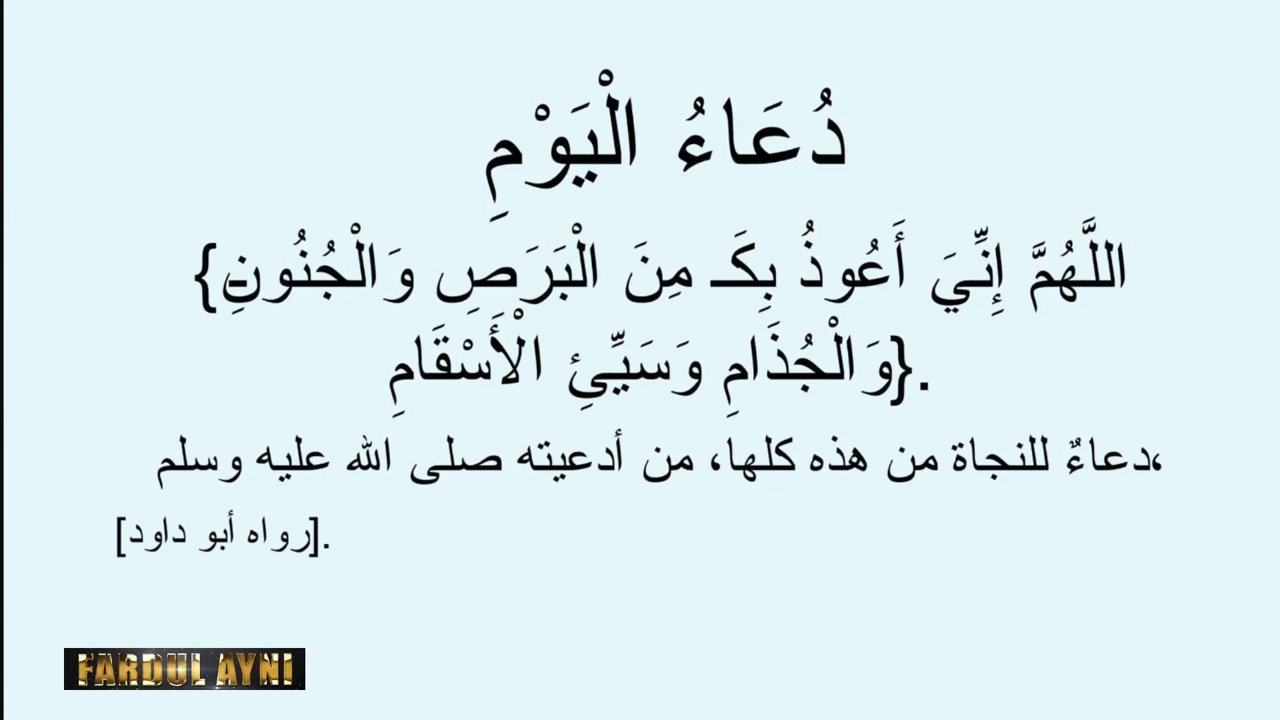 دُعَاءُ الْيَوْمِ
اللَّهُمَّ إِنِّيَ أَعُوذُ بِكَـ مِنَ الْبَرَصِ وَالْجُنُونِ}
وَالْجُذَامِ وَسَيِّئِ الْأَسْقَامِ}.
دعاءٌ للنجاة من هذه كلها، من أدعيته صلى الله عليه وسلم،
[رواه أبو داود].
FARDUL AYNI